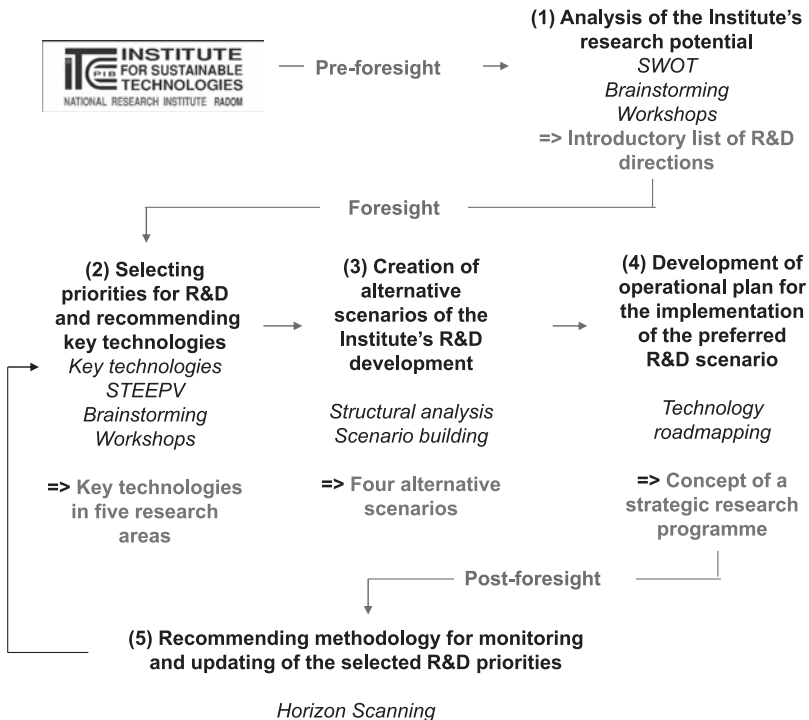 iTe PIB INSTITUTE
FOR SUSTAINABLE
TECHNOLOGIES
NATIONAL RESEARCH INSTITUTE RADOM
Pre-foresight
(1) Analysis of the Institute's
research potential
SWOT
Brainstorming
Workshops
=> Introductory list of R&D
directions
Foresight
(2) Selecting
priorities for R&D
and recommending
key technologies
Key technologies
STEEPV
Brainstorming
Workshops
=> Key technologies
in five research
areas
(3) Creation of
alternative
scenarios of the
Institute's R&D
development
Structural analysis
Scenario building
=> Four alternative
scenarios
(4) Development of
operational plan for
the implementation
of the preferred
R&D scenario
Technology
roadmapping
=> Concept of a
strategic research
programme
Post-foresight
(5) Recommending methodology for monitoring
and updating of the selected R&D priorities
Horizon Scanning